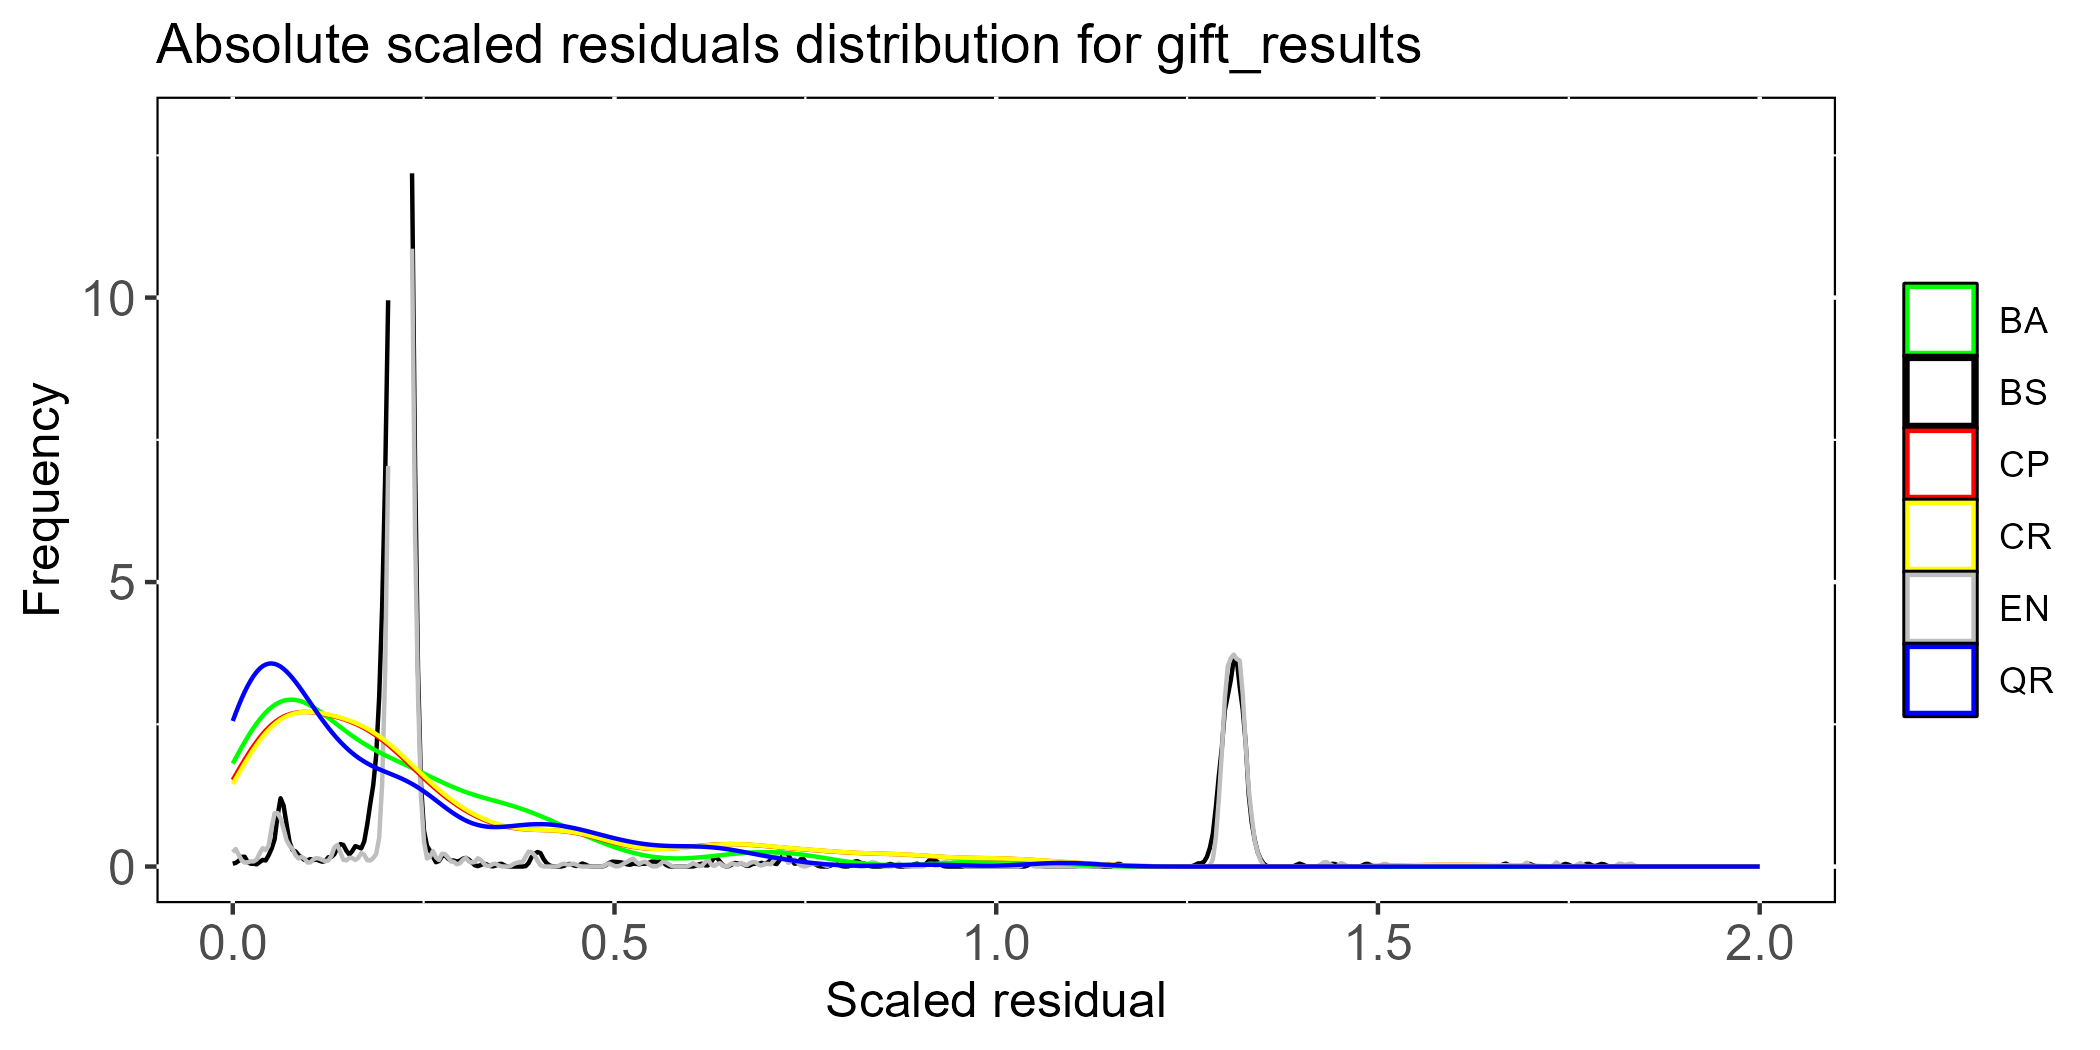 Absolute scaled residuals distribution for gift_results
Frequency
10
5
0
0.0 0.5 1.0 1.5 2.0
Scaled residual
BA
BS
CP
CR
EN
QR